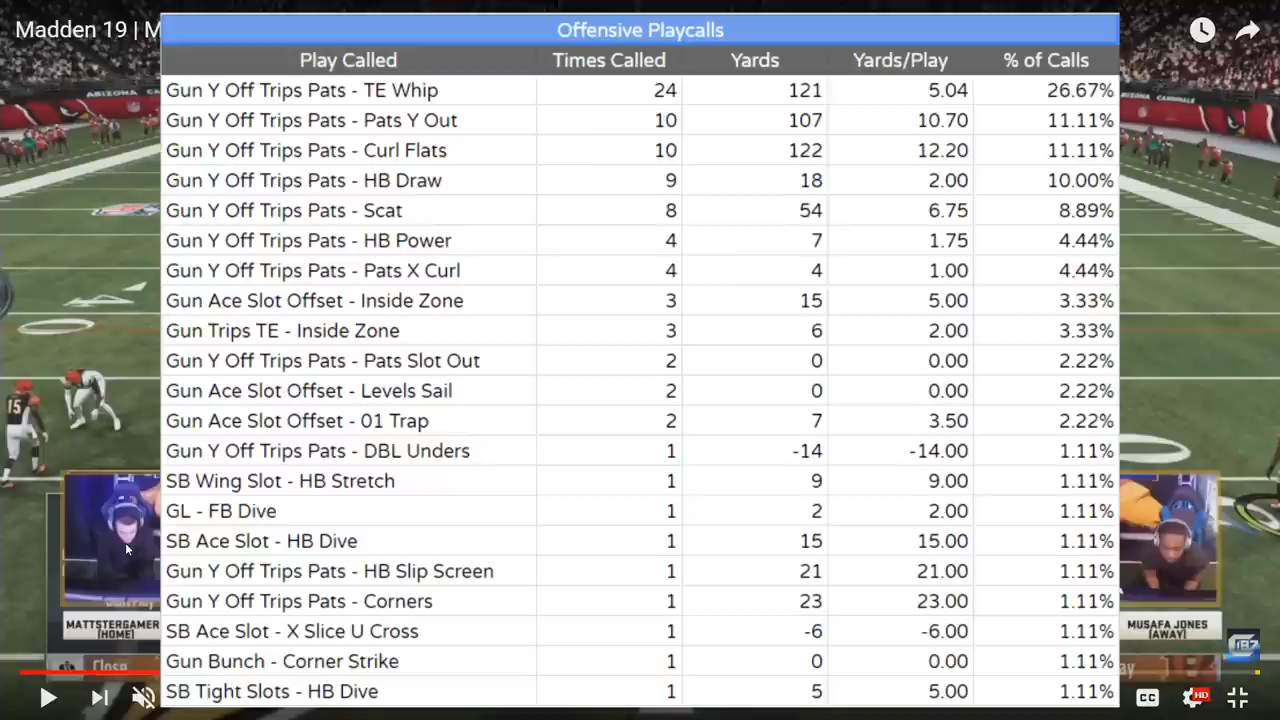 Madden 19 | M
Offensive Playcalls
Play Called Times Called Yards Yards/Play % of Calls
Gun Y Off Trips Pats - TE Whip 24 121 5.04 26.67%
Gun Y Off Trips Pats - Pats Y Out 10 107 10.70 11.11%
Gun Y Off Trips Pats - Curl Flats 10 122 12.20 11.11%
Gun Y Off Trips Pats - HB Draw 9 18 2.00 10.00%
Gun Y Off Trips Pats - Scat 8 54 6.75 8.89%
Gun Y Off Trips Pats - HB Power 4 7 1.75 4.44%
Gun Y Off Trips Pats - Pats X Curl 4 4 1.00 4.44%
Gun Ace Slot Offset - Inside Zone 3 15 5.00 3.33%
Gun Trips TE - Inside Zone 3 6 2.00 3.33%
Gun Y Off Trips Pats - Pats Slot Out 2 0 0.00 2.22%
Gun Ace Slot Offset - Levels Sail 2 0 0.00 2.22%
Gun Ace Slot Offset - 01 Trap 2 7 3.50 2.22%
Gun Y Off Trips Pats - DBL Unders 1 -14 -14.00 1.11%
SB Wing Slot - HB Stretch 1 9 9.00 1.11%
GL - FB Dive 1 2 2.00 1.11%
SB Ace Slot - HB Dive 1 15 15.00 1.11%
Gun Y Off Trips Pats - HB Slip Screen 1 21 21.00 1.11%
Gun Y Off Trips Pats - Corners 1 23 23.00 1.11%
SB Ace Slot - X Slice U Cross 1 -6 -6.00 1.11%
Gun Bunch - Corner Strike 1 0 0.00 1.11%
SB Tight Slots - HB Dive 1 5 5.00 1.11%
ARIZONA CARDINALS
ARIZONA CARDINALS
15
MATTSTERGAMER
(HOME)
MUSAFA JONES
(AWAY)
Close
CC
HD